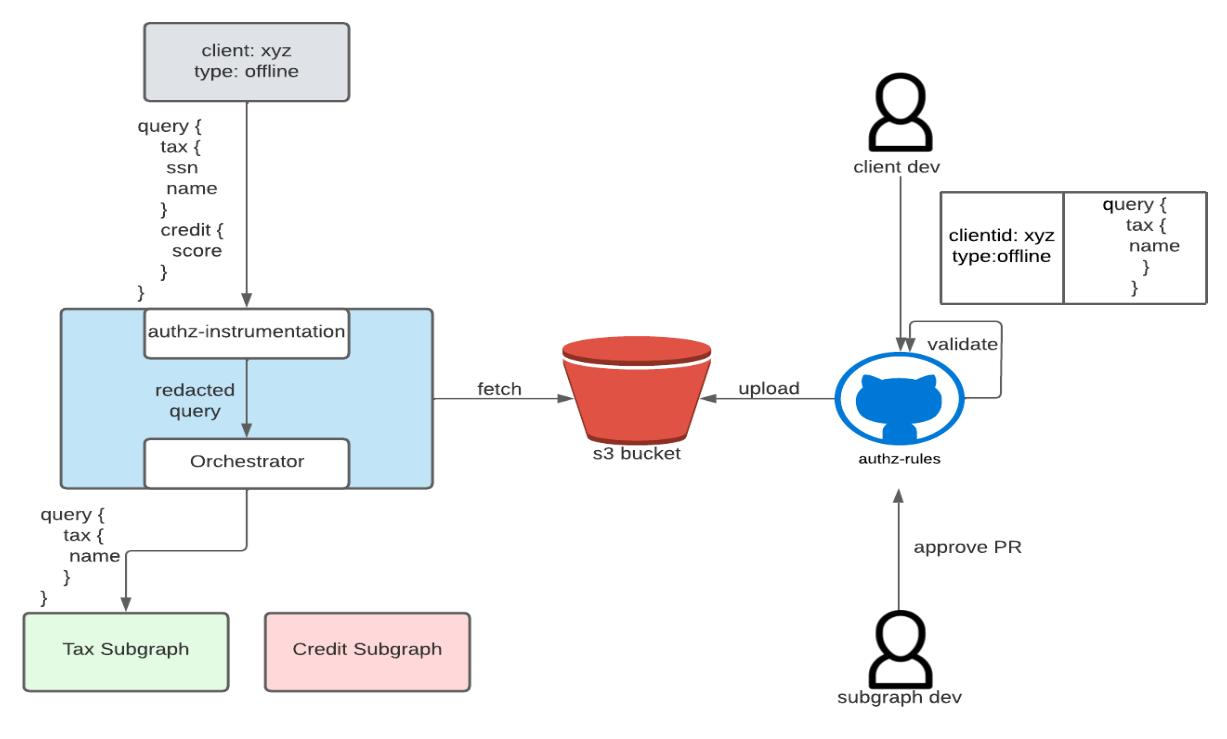 client: xyz
type: offline
query {
tax {
ssn
name
}
credit {
score
}
}
authz-instrumentation
redacted
query
Orchestrator
query {
tax {
name
}
}
Tax Subgraph
Credit Subgraph
fetch
s3 bucket
upload
client dev
clientid: xyz
type:offline
query {
tax {
name
}
}
validate
authz-rules
approve PR
subgraph dev